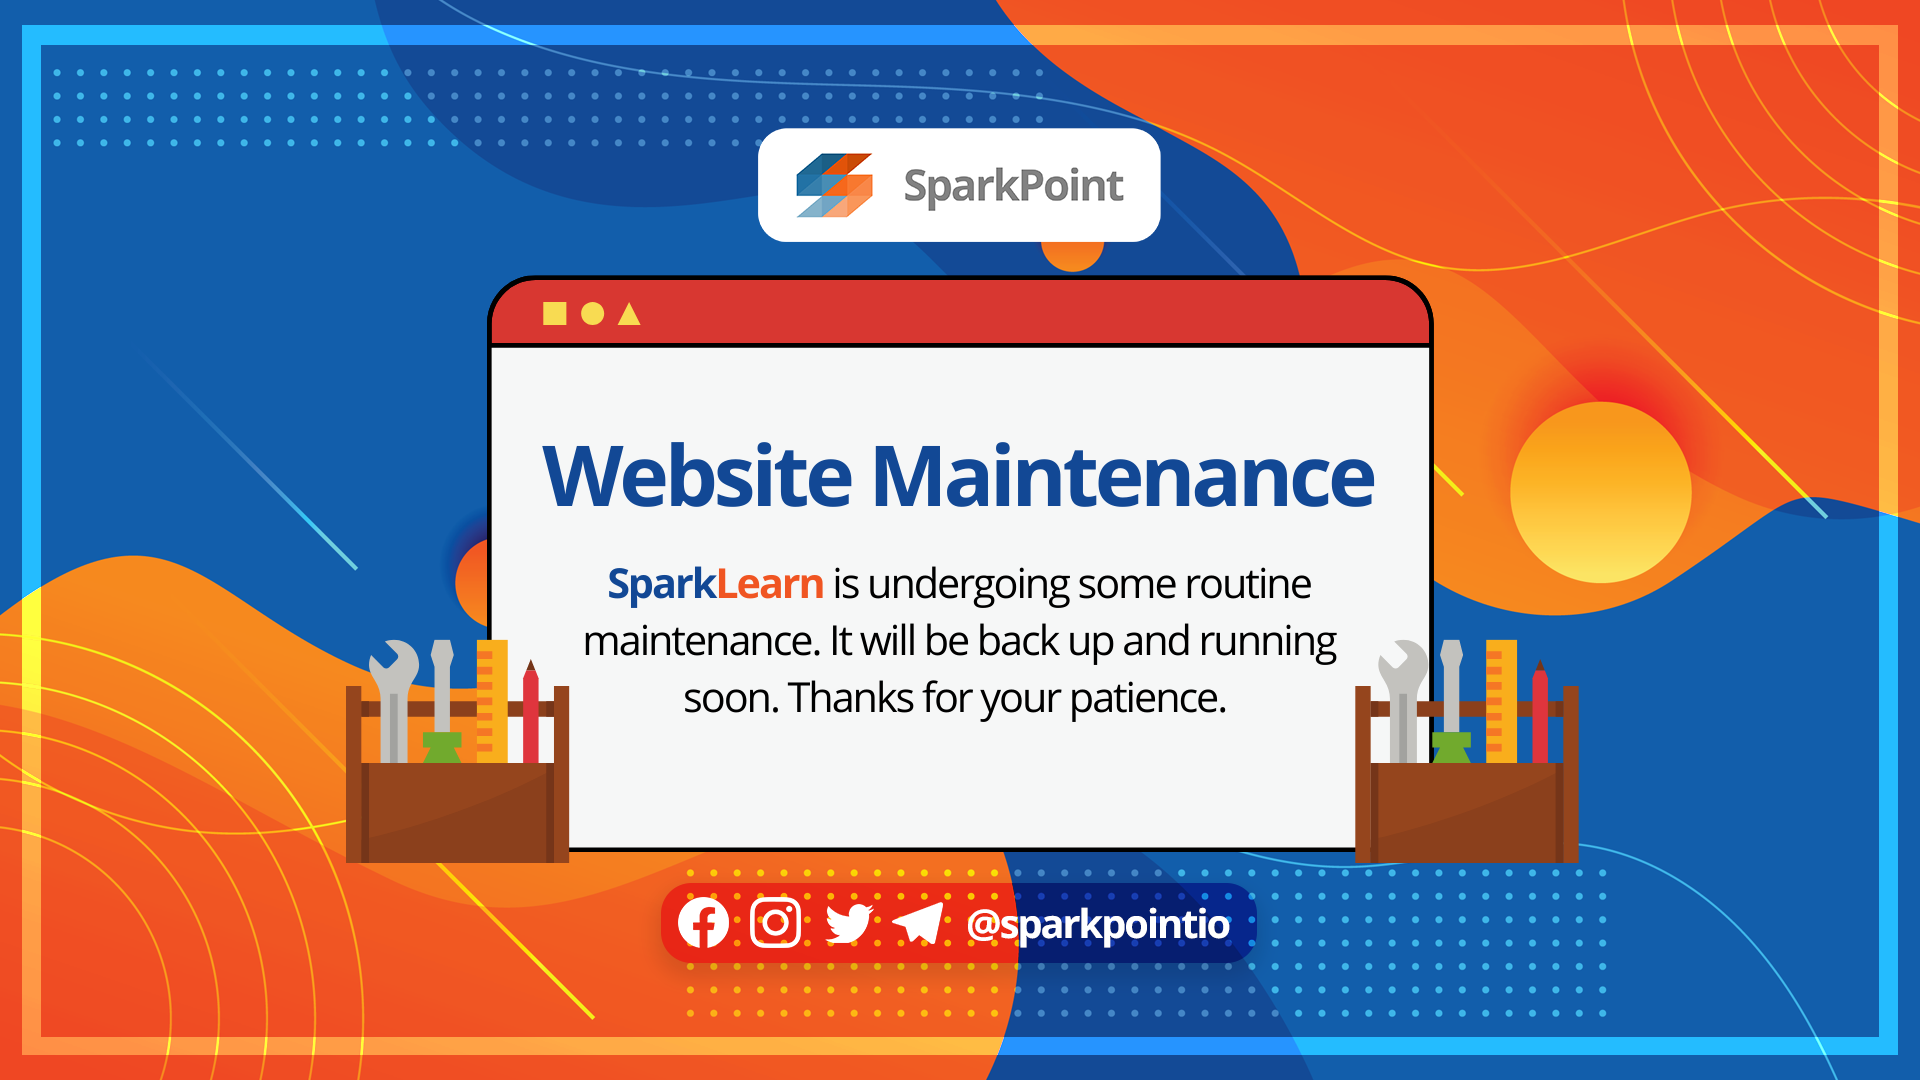 SparkPoint
Website Maintenance
SparkLearn is undergoing some routine
maintenance. It will be back up and running
soon. Thanks for your patience.
@sparkpointio